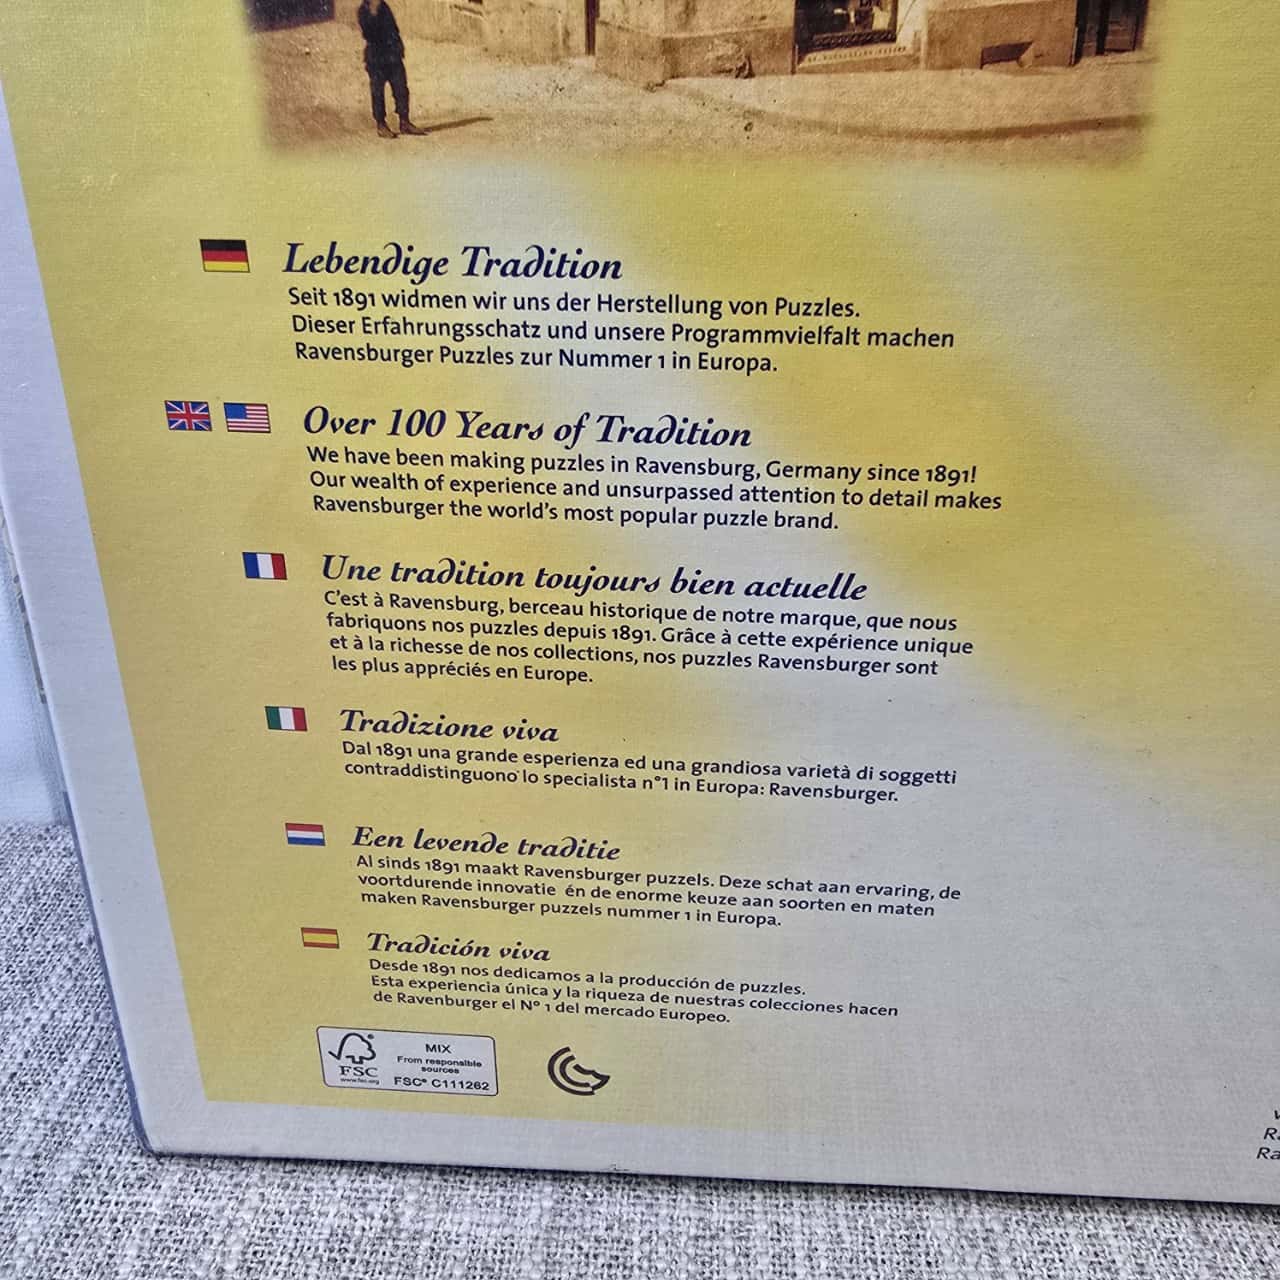 Lebendige Tradition
Seit 1891 widmen wir uns der Herstellung von Puzzles.
Dieser Erfahrungsschatz und unsere Programmvielfalt machen
Ravensburger Puzzles zur Nummer 1 in Europa.
Over 100 Years of Tradition
We have been making puzzles in Ravensburg, Germany since 1891!
Our wealth of experience and unsurpassed attention to detail makes
Ravensburger the world's most popular puzzle brand.
Une tradition toujours bien actuelle
C'est à Ravensburg, berceau historique de notre marque, que nous
fabriquons nos puzzles depuis 1891. Grâce à cette expérience unique
et à la richesse de nos collections, nos puzzles Ravensburger sont
les plus appréciés en Europe.
Tradizione viva
Dal 1891 una grande esperienza ed una grandiosa varietà di soggetti
contraddistinguono lo specialista n°1 in Europa: Ravensburger.
Een levende traditie
Al sinds 1891 maakt Ravensburger puzzels. Deze schat aan ervaring, de
voortdurende innovatie én de enorme keuze aan soorten en maten
maken Ravensburger puzzels nummer 1 in Europa.
Tradición viva
Desde 1891 nos dedicamos a la producción de puzzles.
Esta experiencia única y la riqueza de nuestras colecciones hacen
de Ravenburger el Nº 1 del mercado Europeo.
FSC
www.fsc.org
MIX
From responsible
sources
FSC® C111262